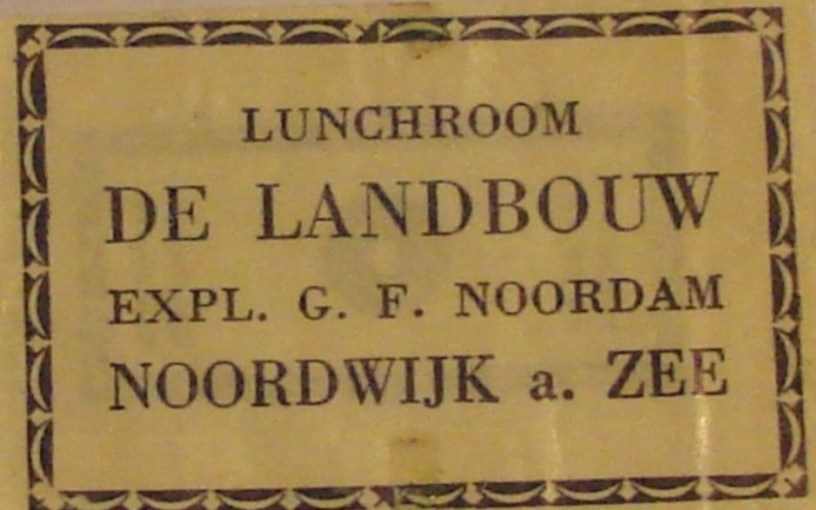 LUNCHROOM
DE LANDBOUW
EXPL. G. F. NOORDAM
NOORDWIJK a. ZEE